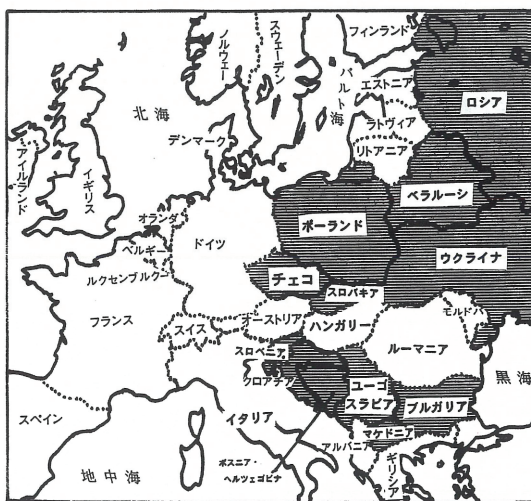 フィンランド
スウェーデン
ノルウェー
バルト海
エストニア
ロシア
北海
ラトヴィア
デンマーク
リトアニア
アイルランド
イギリス
ベラルーシ
オランダ
ポーランド
ドイツ
ベルギー
ウクライナ
チェコ
ルクセンブルク
スロバキア
モルドバ
フランス
スイス
オーストリア
ハンガリー
ルーマニア
スロベニア
クロアチア
黒海
ユーゴ
スラビア
ブルガリア
スペイン
イタリア
マケドニア
アルバニア
ギリシア
地中海
ボスニア・
ヘルツェゴビナ